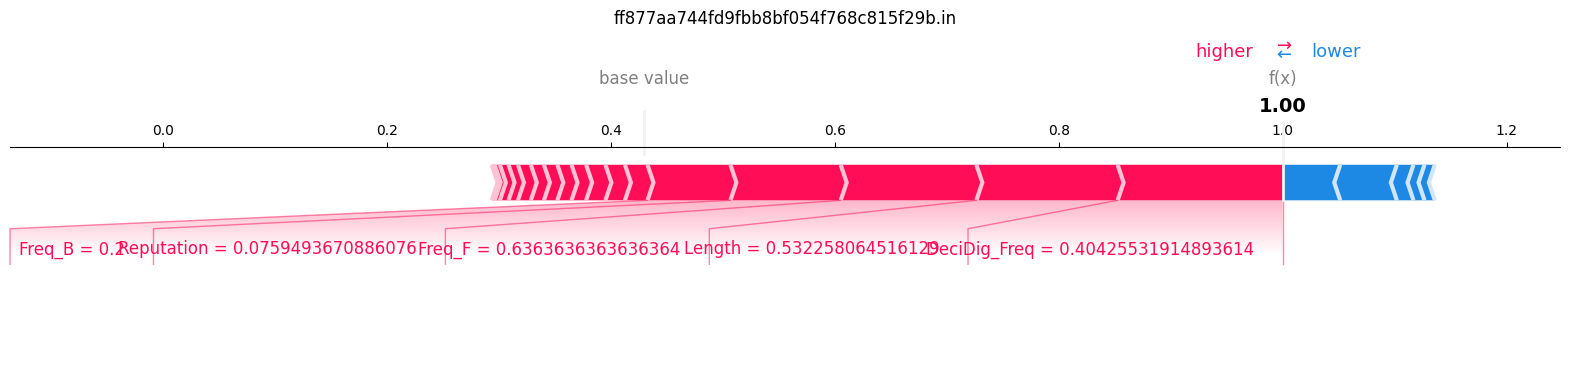 ff877aa744fd9fbb8bf054f768c815f29b.in
higher ⇄ lower
base value f(x)
1.00
0.0 0.2 0.4 0.6 0.8 1.0 1.2
Freq_B = 0.2 Reputation = 0.0759493670886076 Freq_F = 0.6363636363636364 Length = 0.532258064516129 DeciDig_Freq = 0.40425531914893614